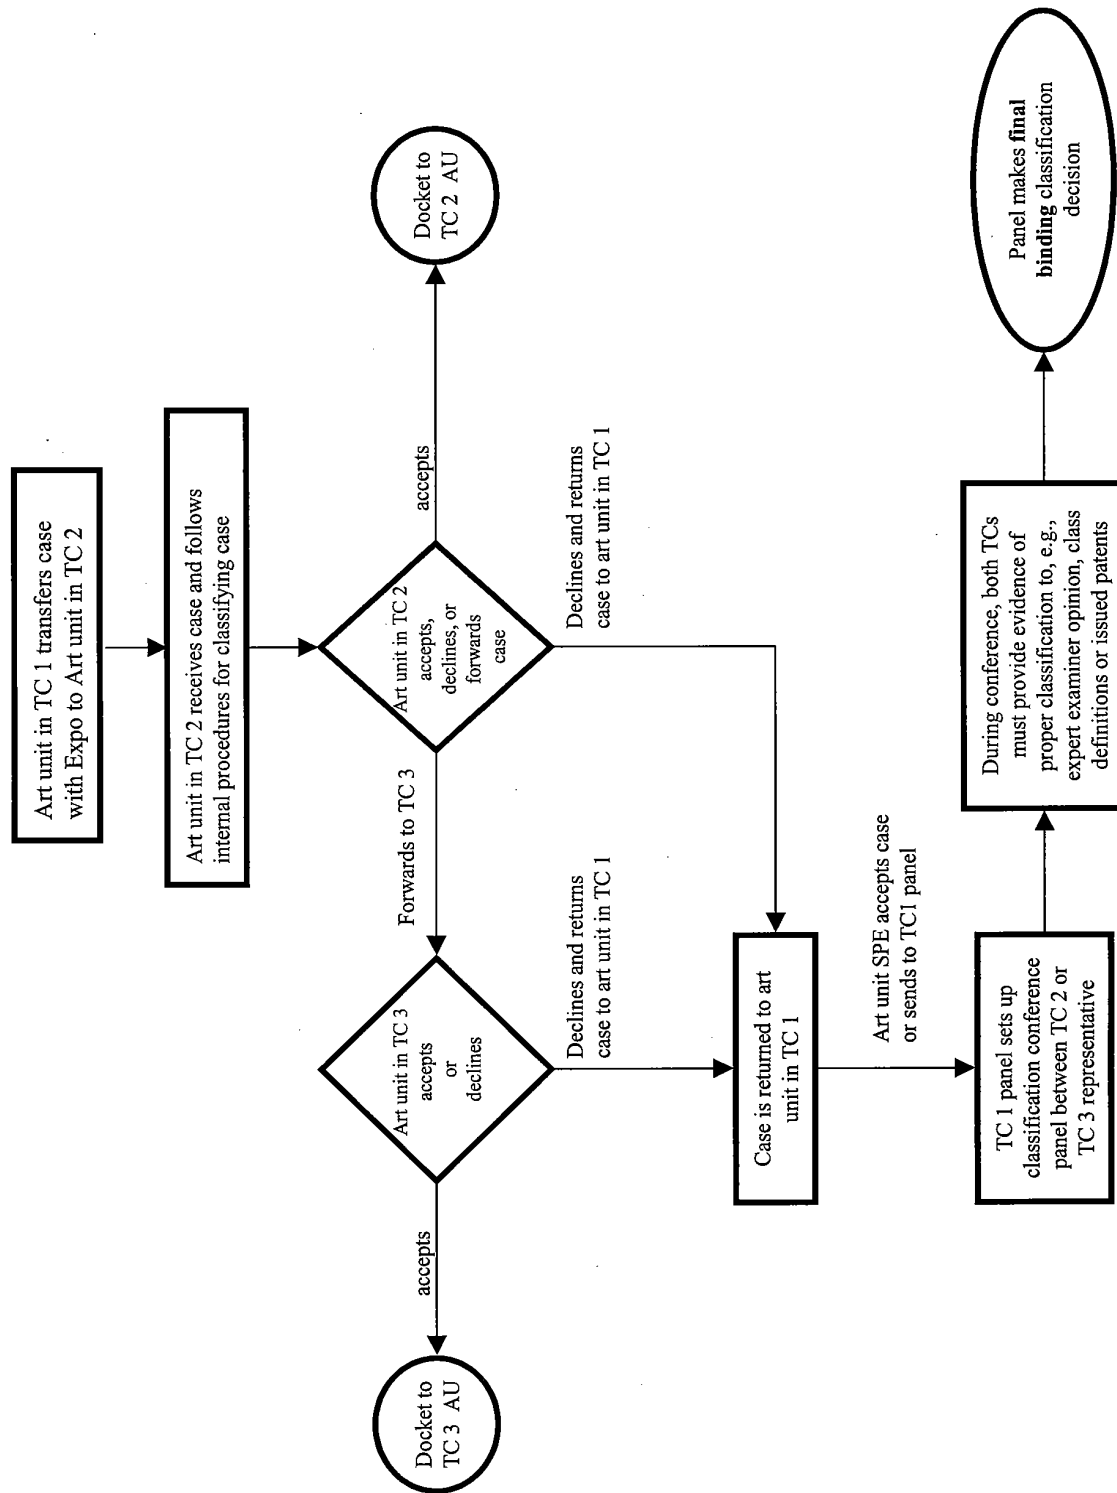 Art unit in TC 1 transfers case
with Expo to Art unit in TC 2
Art unit in TC 2 receives case and follows
internal procedures for classifying case
Art unit in TC 2
accepts,
declines, or
forwards
case
accepts
Docket to
TC 2 AU
Forwards to TC 3
Declines and returns
case to art unit in TC 1
Art unit in TC 3
accepts
or
declines
accepts
Docket to
TC 3 AU
Declines and returns
case to art unit in TC 1
Case is returned to art
unit in TC 1
Art unit SPE accepts case
or sends to TC1 panel
TC 1 panel sets up
classification conference
panel between TC 2 or
TC 3 representative
During conference, both TCs
must provide evidence of
proper classification to, e.g.,
expert examiner opinion, class
definitions or issued patents
Panel makes final
binding classification
decision